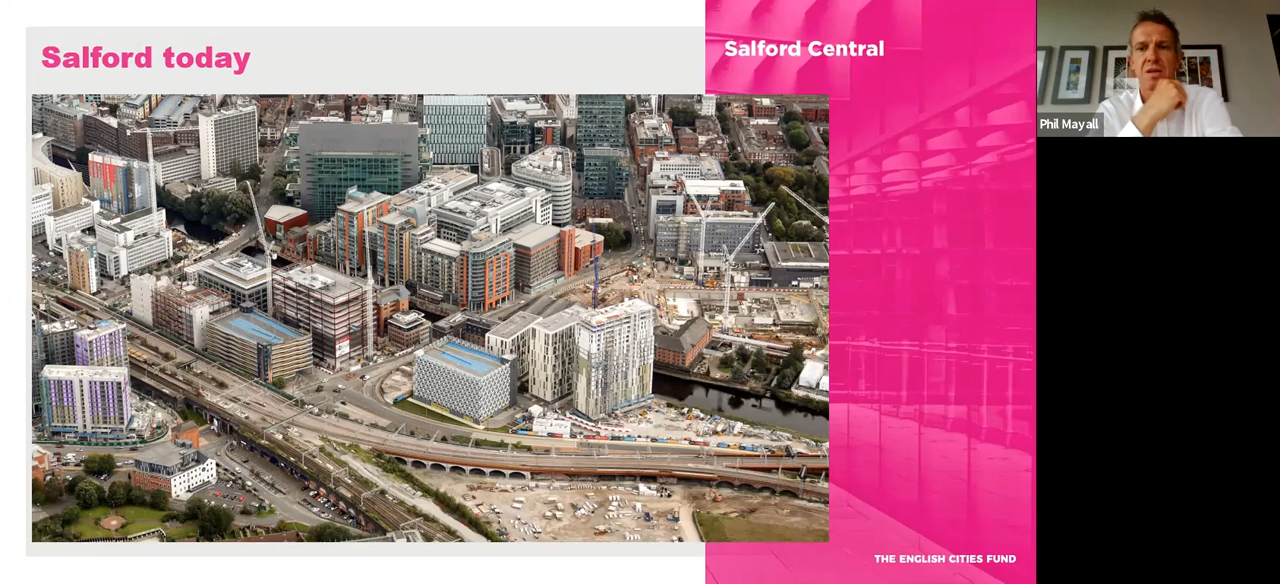 Salford today
Salford Central
Phil Mayall
THE ENGLISH CITIES FUND